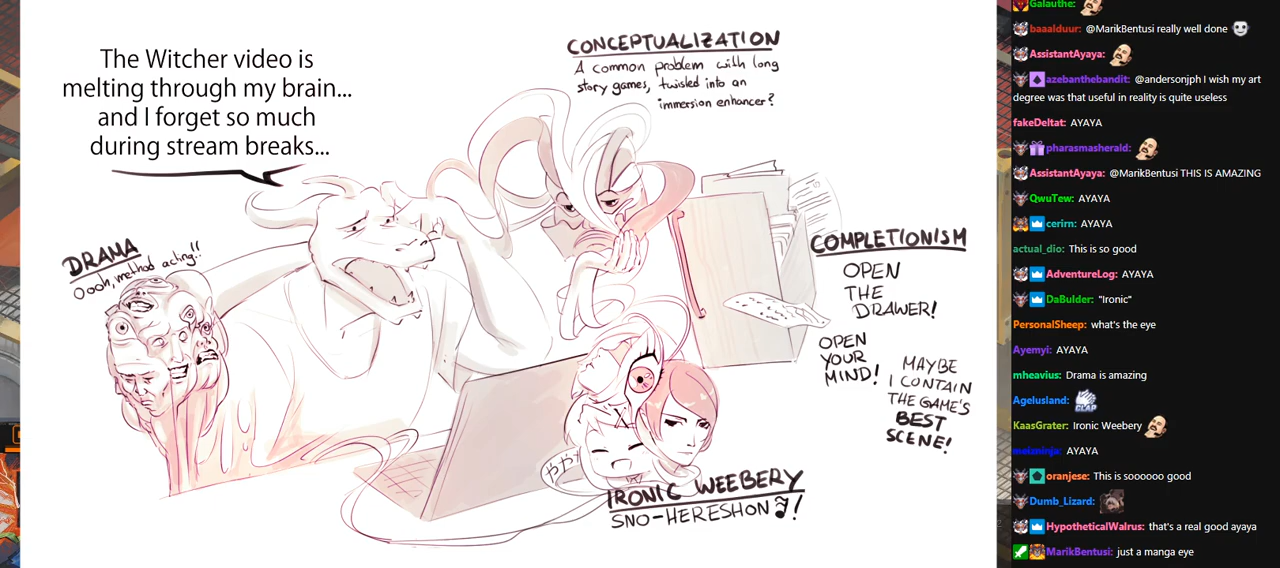 The Witcher video is
melting through my brain...
and I forget so much
during stream breaks...
CONCEPTUALIZATION
A common problem with long
story games, twisted into an
immersion enhancer?
DRAMA
Oooh, method acting!!
COMPLETIONISM
OPEN
THE
DRAWER!
OPEN
YOUR
MIND!
MAYBE
I CONTAIN
THE GAME'S
BEST
SCENE!
IRONIC WEEBERY
SNO-HERESHON♫!
Galauthe:
baaalduur: @MarikBentusi really well done
AssistantAyaya:
azebanthebandit: @andersonjph I wish my art
degree was that useful in reality is quite useless
fakeDeltat: AYAYA
pharasmasherald:
AssistantAyaya: @MarikBentusi THIS IS AMAZING
QwuTew: AYAYA
cerirn: AYAYA
actual_dio: This is so good
AdventureLog: AYAYA
DaBulder: "Ironic"
PersonalSheep: what's the eye
Ayemyi: AYAYA
mheavius: Drama is amazing
Agelusland: CLAP
KaasGrater: Ironic Weebery
meizninja: AYAYA
oranjese: This is soooooo good
Dumb_Lizard:
HypotheticalWalrus: that's a real good ayaya
MarikBentusi: just a manga eye